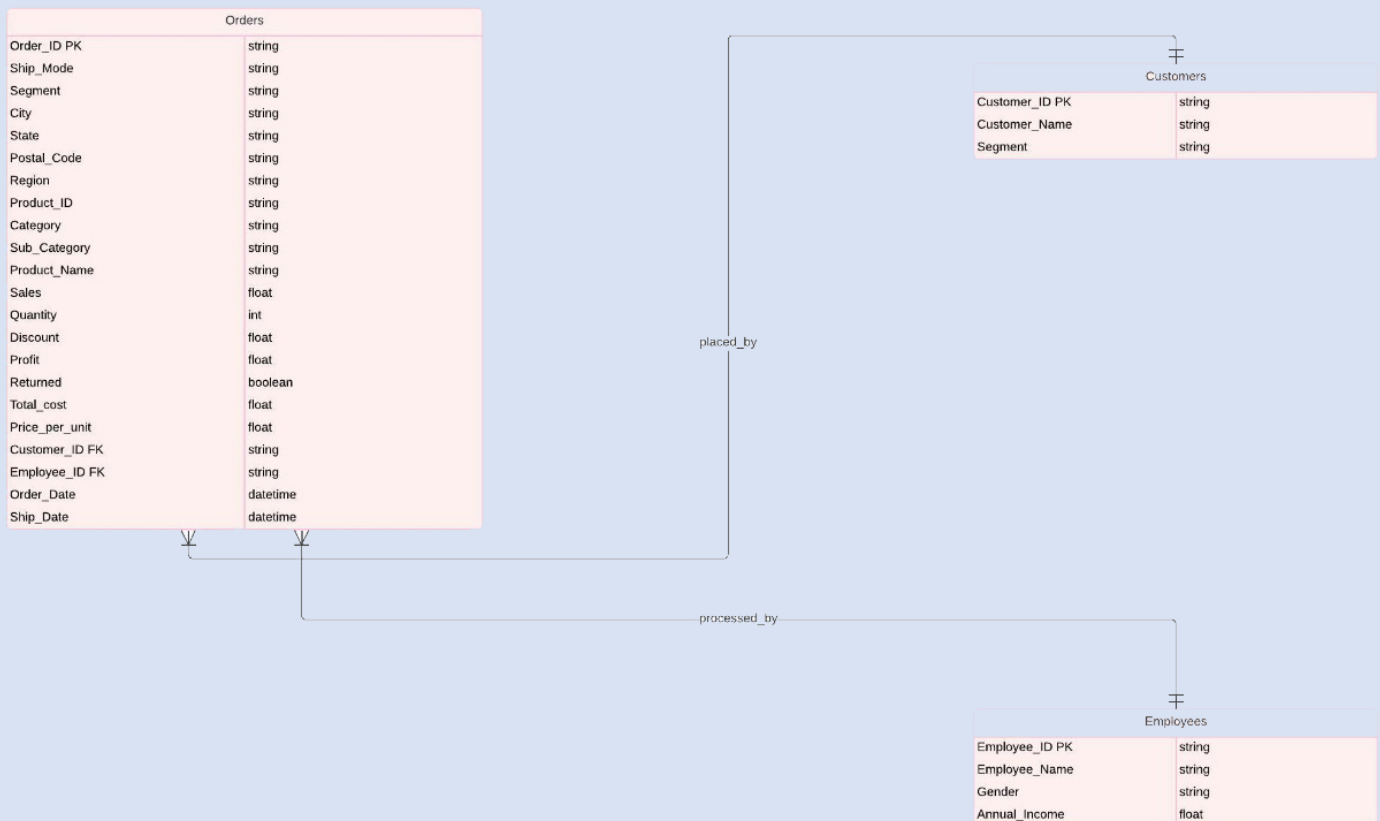 Orders
Order_ID PK string
Ship_Mode string
Segment string
City string
State string
Postal_Code string
Region string
Product_ID string
Category string
Sub_Category string
Product_Name string
Sales float
Quantity int
Discount float
Profit float
Returned boolean
Total_cost float
Price_per_unit float
Customer_ID FK string
Employee_ID FK string
Order_Date datetime
Ship_Date datetime
Customers
Customer_ID PK string
Customer_Name string
Segment string
placed_by
processed_by
Employees
Employee_ID PK string
Employee_Name string
Gender string
Annual_Income float